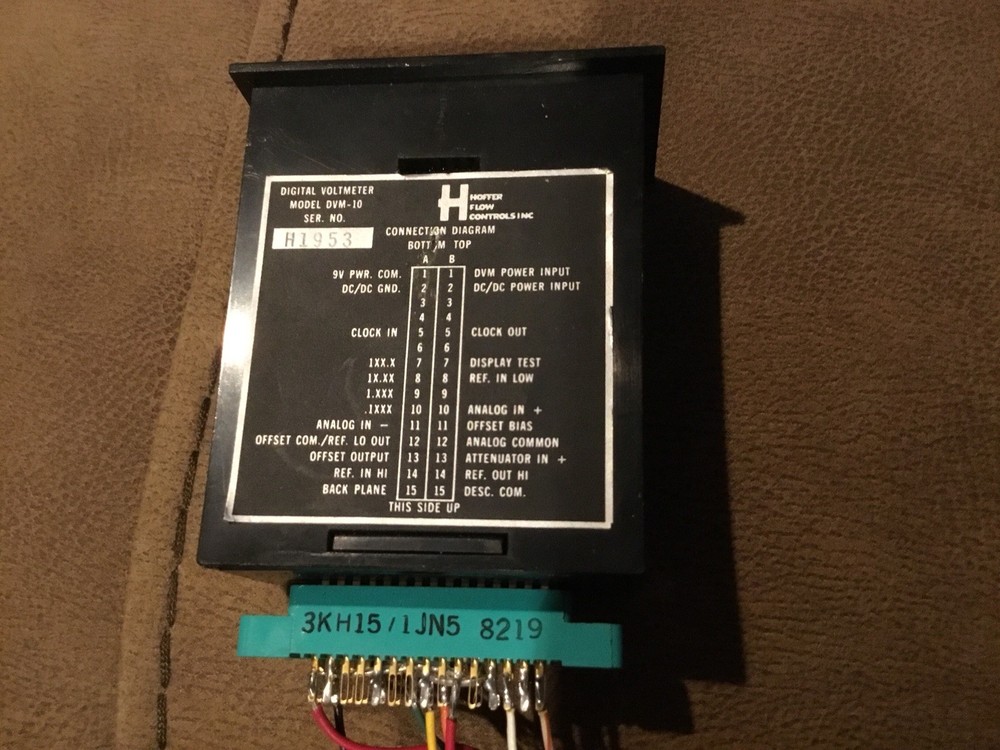 DIGITAL VOLTMETER
MODEL DVM-10
SER. NO.
H1953
H HOFFER
FLOW
CONTROLS INC
CONNECTION DIAGRAM
BOTTOM TOP
A B
9V PWR. COM. 1 1 DVM POWER INPUT
DC/DC GND. 2 2 DC/DC POWER INPUT
3 3
4 4
CLOCK IN 5 5 CLOCK OUT
6 6
1XX.X 7 7 DISPLAY TEST
1X.XX 8 8 REF. IN LOW
1.XXX 9 9
.1XXX 10 10 ANALOG IN +
ANALOG IN - 11 11 OFFSET BIAS
OFFSET COM./REF. LO OUT 12 12 ANALOG COMMON
OFFSET OUTPUT 13 13 ATTENUATOR IN +
REF. IN HI 14 14 REF. OUT HI
BACK PLANE 15 15 DESC. COM.
THIS SIDE UP
3KH15/1JN5 8219